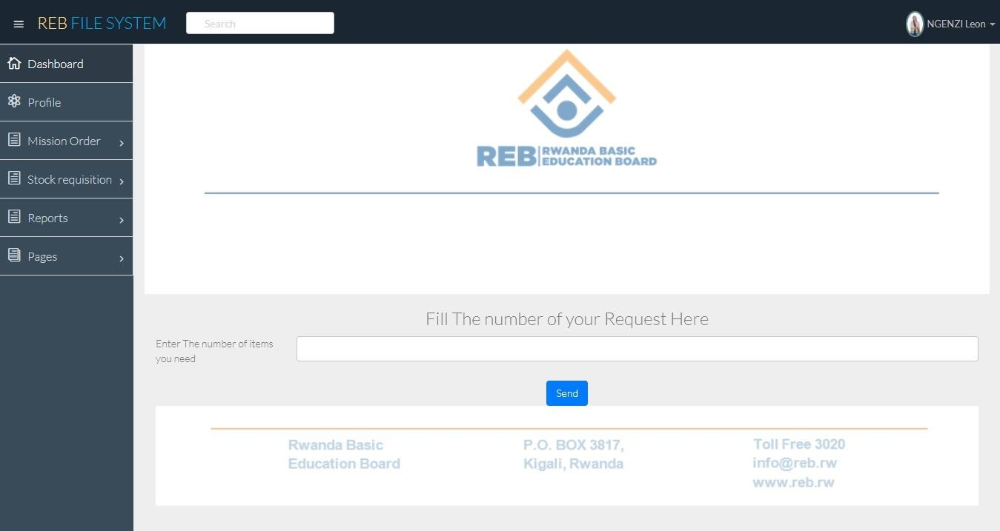 REB FILE SYSTEM
Search
NGENZI Leon
Dashboard
Profile
Mission Order
Stock requisition
Reports
Pages
REB
RWANDA BASIC
EDUCATION BOARD
Fill The number of your Request Here
Enter The number of items
you need
Send
Rwanda Basic
Education Board
P.O. BOX 3817,
Kigali, Rwanda
Toll Free 3020
info@reb.rw
www.reb.rw